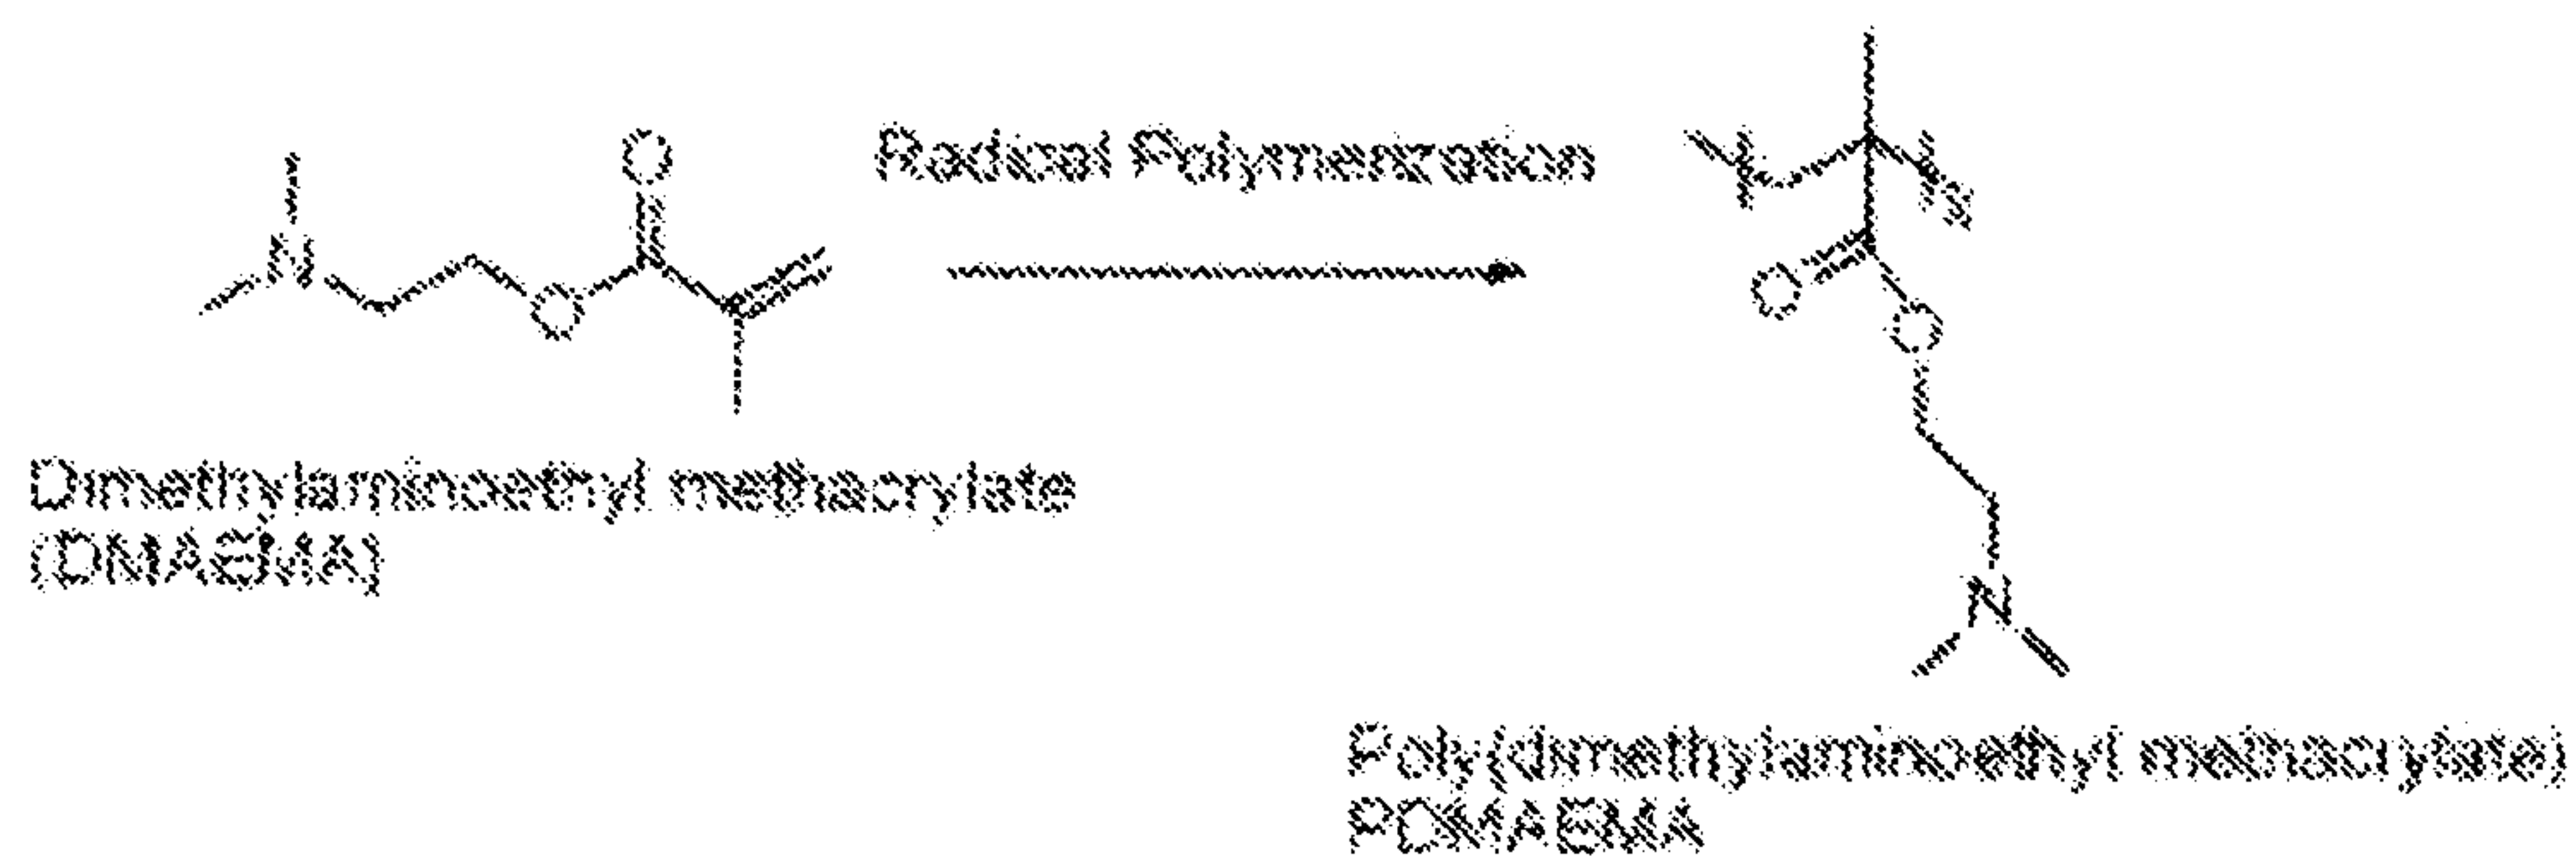 N
O
O
Radical Polymerization
O
O
N
n
Dimethylaminoethyl methacrylate
(DMAEMA)
Poly(dimethylaminoethyl methacrylate)
PDMAEMA